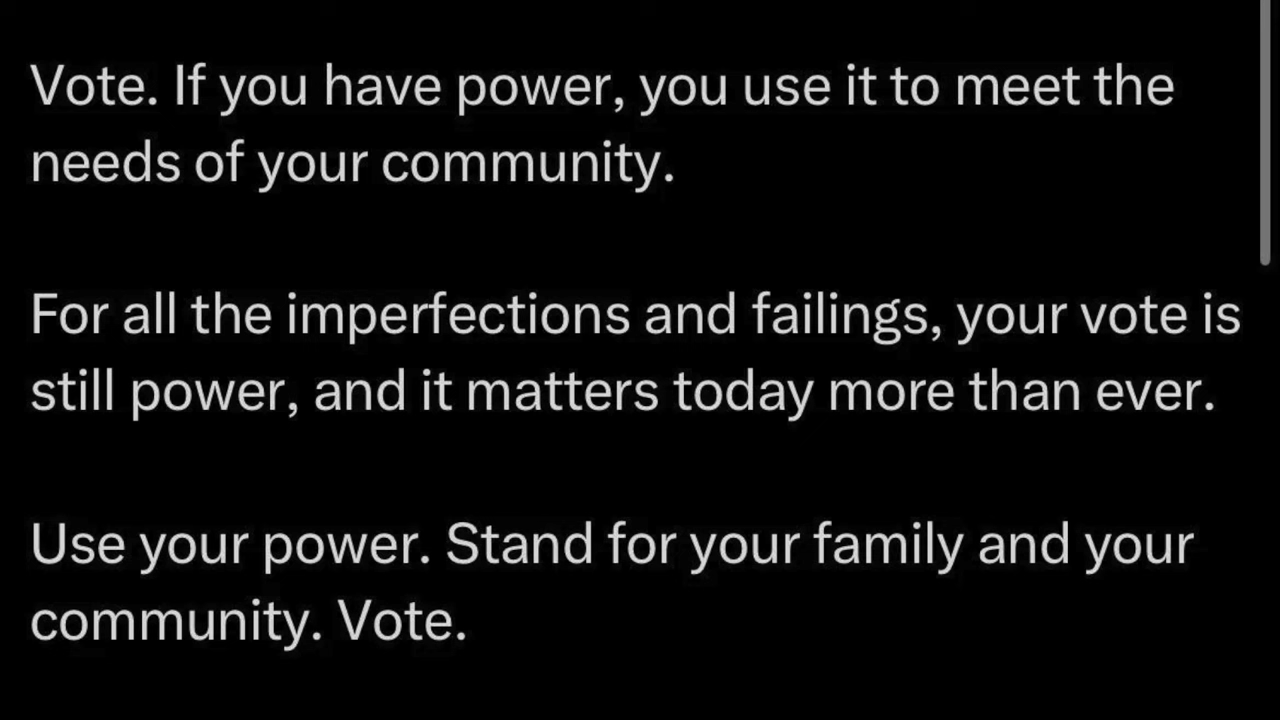 Vote. If you have power, you use it to meet the
needs of your community.
For all the imperfections and failings, your vote is
still power, and it matters today more than ever.
Use your power. Stand for your family and your
community. Vote.